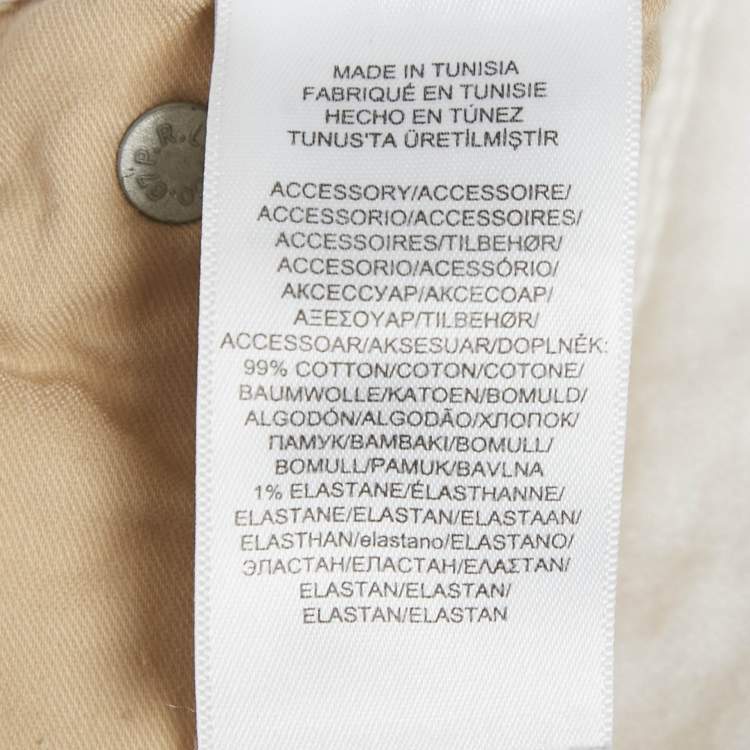 MADE IN TUNISIA
FABRIQUÉ EN TUNISIE
HECHO EN TÚNEZ
TUNUS'TA ÜRETİLMİŞTİR
ACCESSORY/ACCESSOIRE/
ACCESSORIO/ACCESSOIRES/
ACCESSOIRES/TILBEHØR/
ACCESORIO/ACESSÓRIO/
АКСЕССУАР/АКСЕСОАР/
ΑΞΕΣΟΥΑΡ/TILBEHØR/
ACCESSOAR/AKSESUAR/DOPLNĚK:
99% COTTON/COTON/COTONE/
BAUMWOLLE/KATOEN/BOMULD/
ALGODÓN/ALGODÃO/ХЛОПОК/
ПАМУК/BAMBAKI/BOMULL/
BOMULL/PAMUK/BAVLNA
1% ELASTANE/ÉLASTHANNE/
ELASTANE/ELASTAN/ELASTAAN/
ELASTHAN/elastano/ELASTANO/
ЭЛАСТАН/ЕЛАСТАН/ΕΛΑΣΤΑΝ/
ELASTAN/ELASTAN/
ELASTAN/ELASTAN
P.R.L